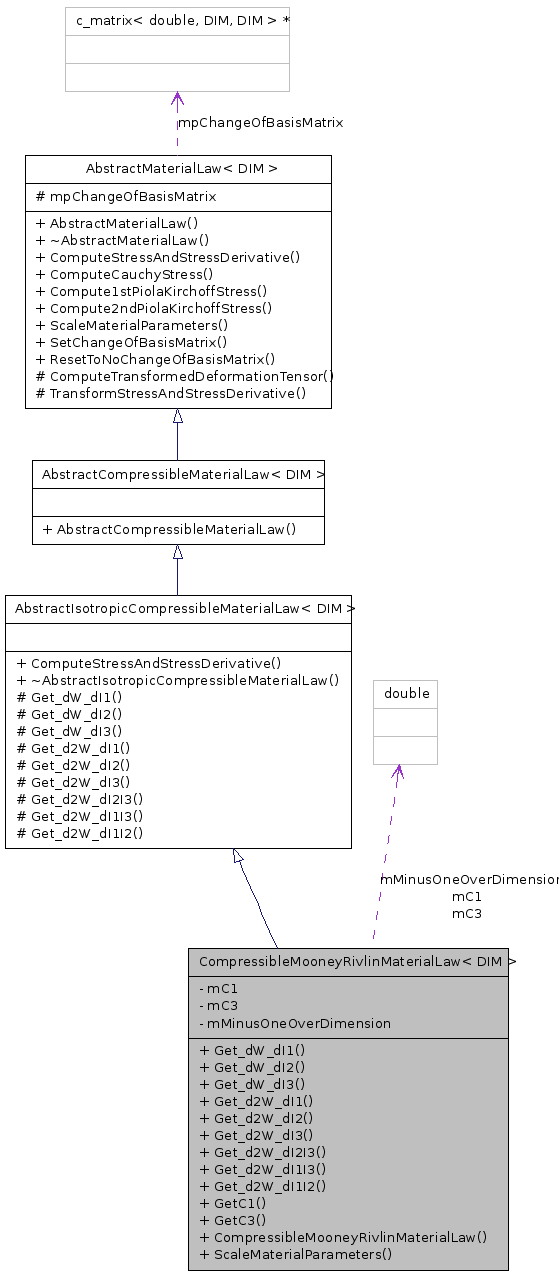 c_matrix< double, DIM, DIM > *
mpChangeOfBasisMatrix
AbstractMaterialLaw< DIM >
# mpChangeOfBasisMatrix
+ AbstractMaterialLaw()
+ ~AbstractMaterialLaw()
+ ComputeStressAndStressDerivative()
+ ComputeCauchyStress()
+ Compute1stPiolaKirchoffStress()
+ Compute2ndPiolaKirchoffStress()
+ ScaleMaterialParameters()
+ SetChangeOfBasisMatrix()
+ ResetToNoChangeOfBasisMatrix()
# ComputeTransformedDeformationTensor()
# TransformStressAndStressDerivative()
AbstractCompressibleMaterialLaw< DIM >
+ AbstractCompressibleMaterialLaw()
AbstractIsotropicCompressibleMaterialLaw< DIM >
+ ComputeStressAndStressDerivative()
+ ~AbstractIsotropicCompressibleMaterialLaw()
# Get_dW_dI1()
# Get_dW_dI2()
# Get_dW_dI3()
# Get_d2W_dI1()
# Get_d2W_dI2()
# Get_d2W_dI3()
# Get_d2W_dI2I3()
# Get_d2W_dI1I3()
# Get_d2W_dI1I2()
double
mMinusOneOverDimension
mC1
mC3
CompressibleMooneyRivlinMaterialLaw< DIM >
- mC1
- mC3
- mMinusOneOverDimension
+ Get_dW_dI1()
+ Get_dW_dI2()
+ Get_dW_dI3()
+ Get_d2W_dI1()
+ Get_d2W_dI2()
+ Get_d2W_dI3()
+ Get_d2W_dI2I3()
+ Get_d2W_dI1I3()
+ Get_d2W_dI1I2()
+ GetC1()
+ GetC3()
+ CompressibleMooneyRivlinMaterialLaw()
+ ScaleMaterialParameters()